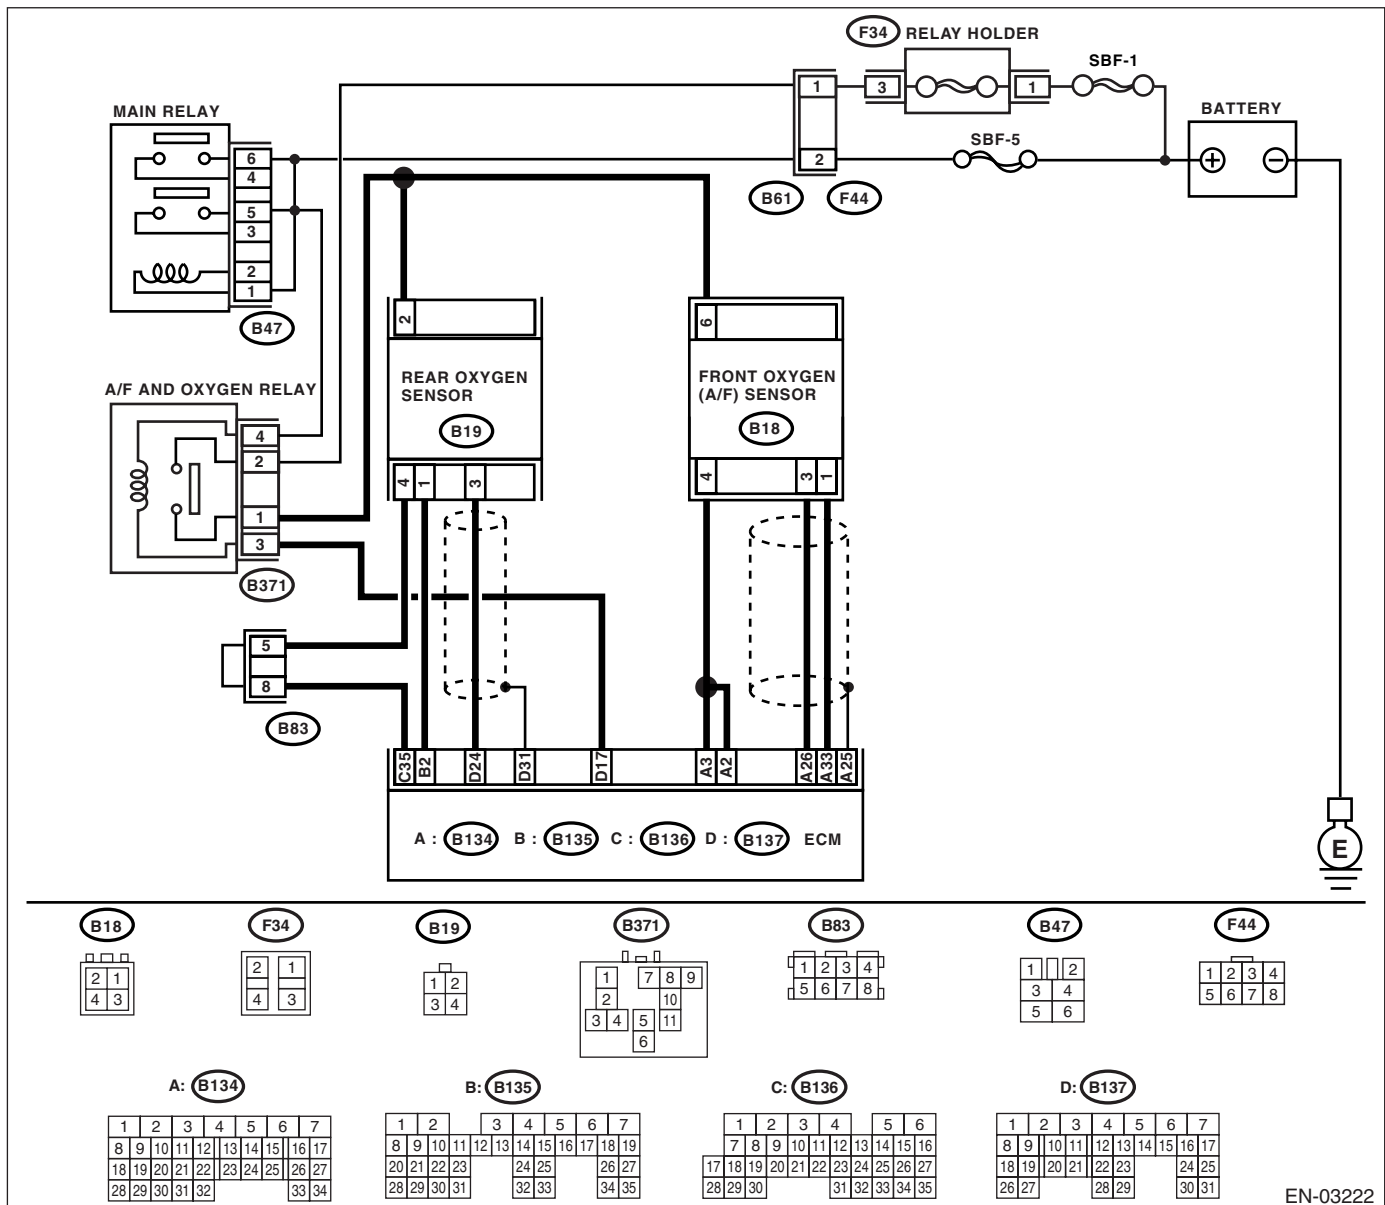 F34 RELAY HOLDER
SBF-1
MAIN RELAY
1 3 1
BATTERY
SBF-5
6
4
5
3
2
1
2
B61 F44
B47
2
6
A/F AND OXYGEN RELAY
REAR OXYGEN
SENSOR
B19
FRONT OXYGEN
(A/F) SENSOR
B18
4
2
1
3
B371
4 1 3
4 3 1
5
8
B83
C35 B2 D24 D31 D17 A3 A2 A26 A33 A25
A : B134 B : B135 C : B136 D : B137 ECM
E
B18 F34 B19 B371 B83 B47 F44
2 1
4 3
2 1
4 3
1 2
3 4
1 7 8 9
2 10
3 4 5 11
6
1 2 3 4
5 6 7 8
1 2
3 4
5 6
1 2 3 4
5 6 7 8
A: B134
1 2 3 4 5 6 7
8 9 10 11 12 13 14 15 16 17
18 19 20 21 22 23 24 25 26 27
28 29 30 31 32 33 34
B: B135
1 2 3 4 5 6 7
8 9 10 11 12 13 14 15 16 17 18 19
20 21 22 23 24 25 26 27
28 29 30 31 32 33 34 35
C: B136
1 2 3 4 5 6
7 8 9 10 11 12 13 14 15 16
17 18 19 20 21 22 23 24 25 26 27
28 29 30 31 32 33 34 35
D: B137
1 2 3 4 5 6 7
8 9 10 11 12 13 14 15 16 17
18 19 20 21 22 23 24 25
26 27 28 29 30 31
EN-03222